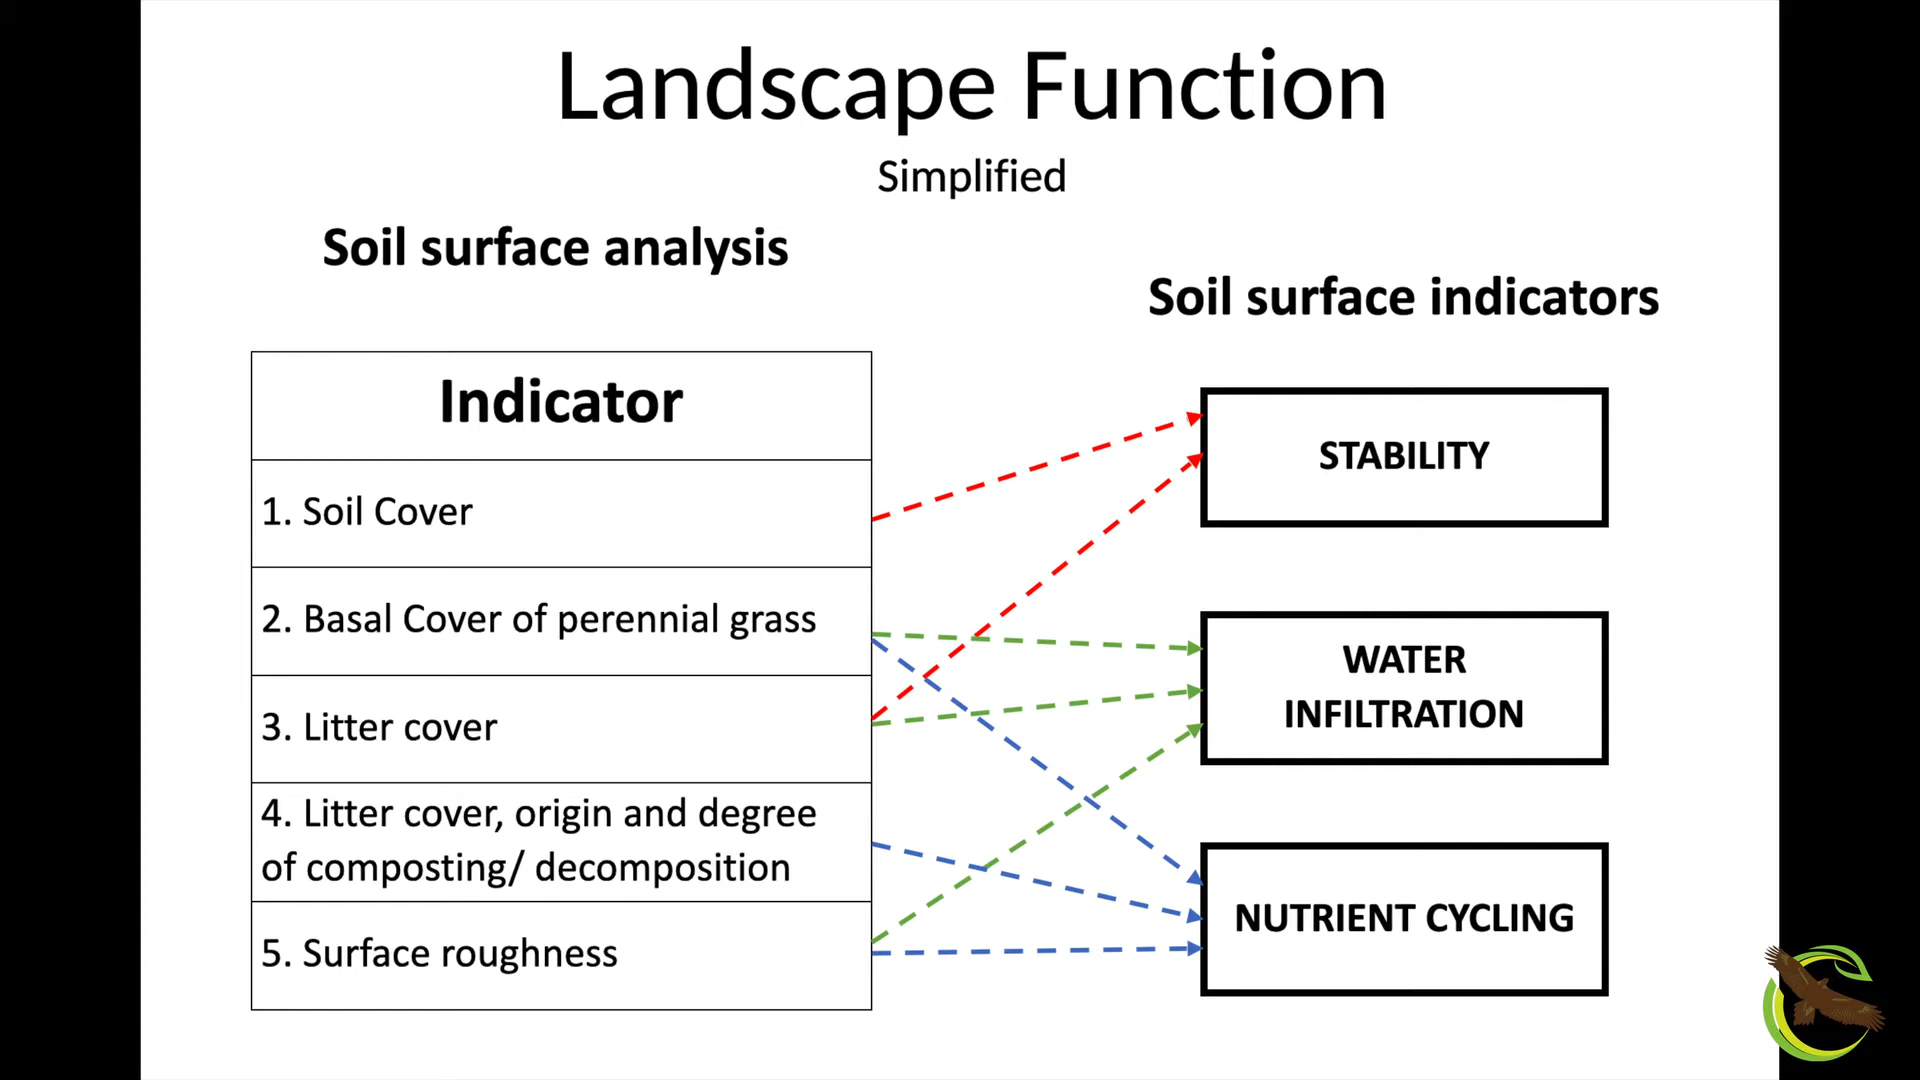 Landscape Function
Simplified
Soil surface analysis
Soil surface indicators
Indicator
1. Soil Cover
2. Basal Cover of perennial grass
3. Litter cover
4. Litter cover, origin and degree
of composting/ decomposition
5. Surface roughness
STABILITY
WATER
INFILTRATION
NUTRIENT CYCLING